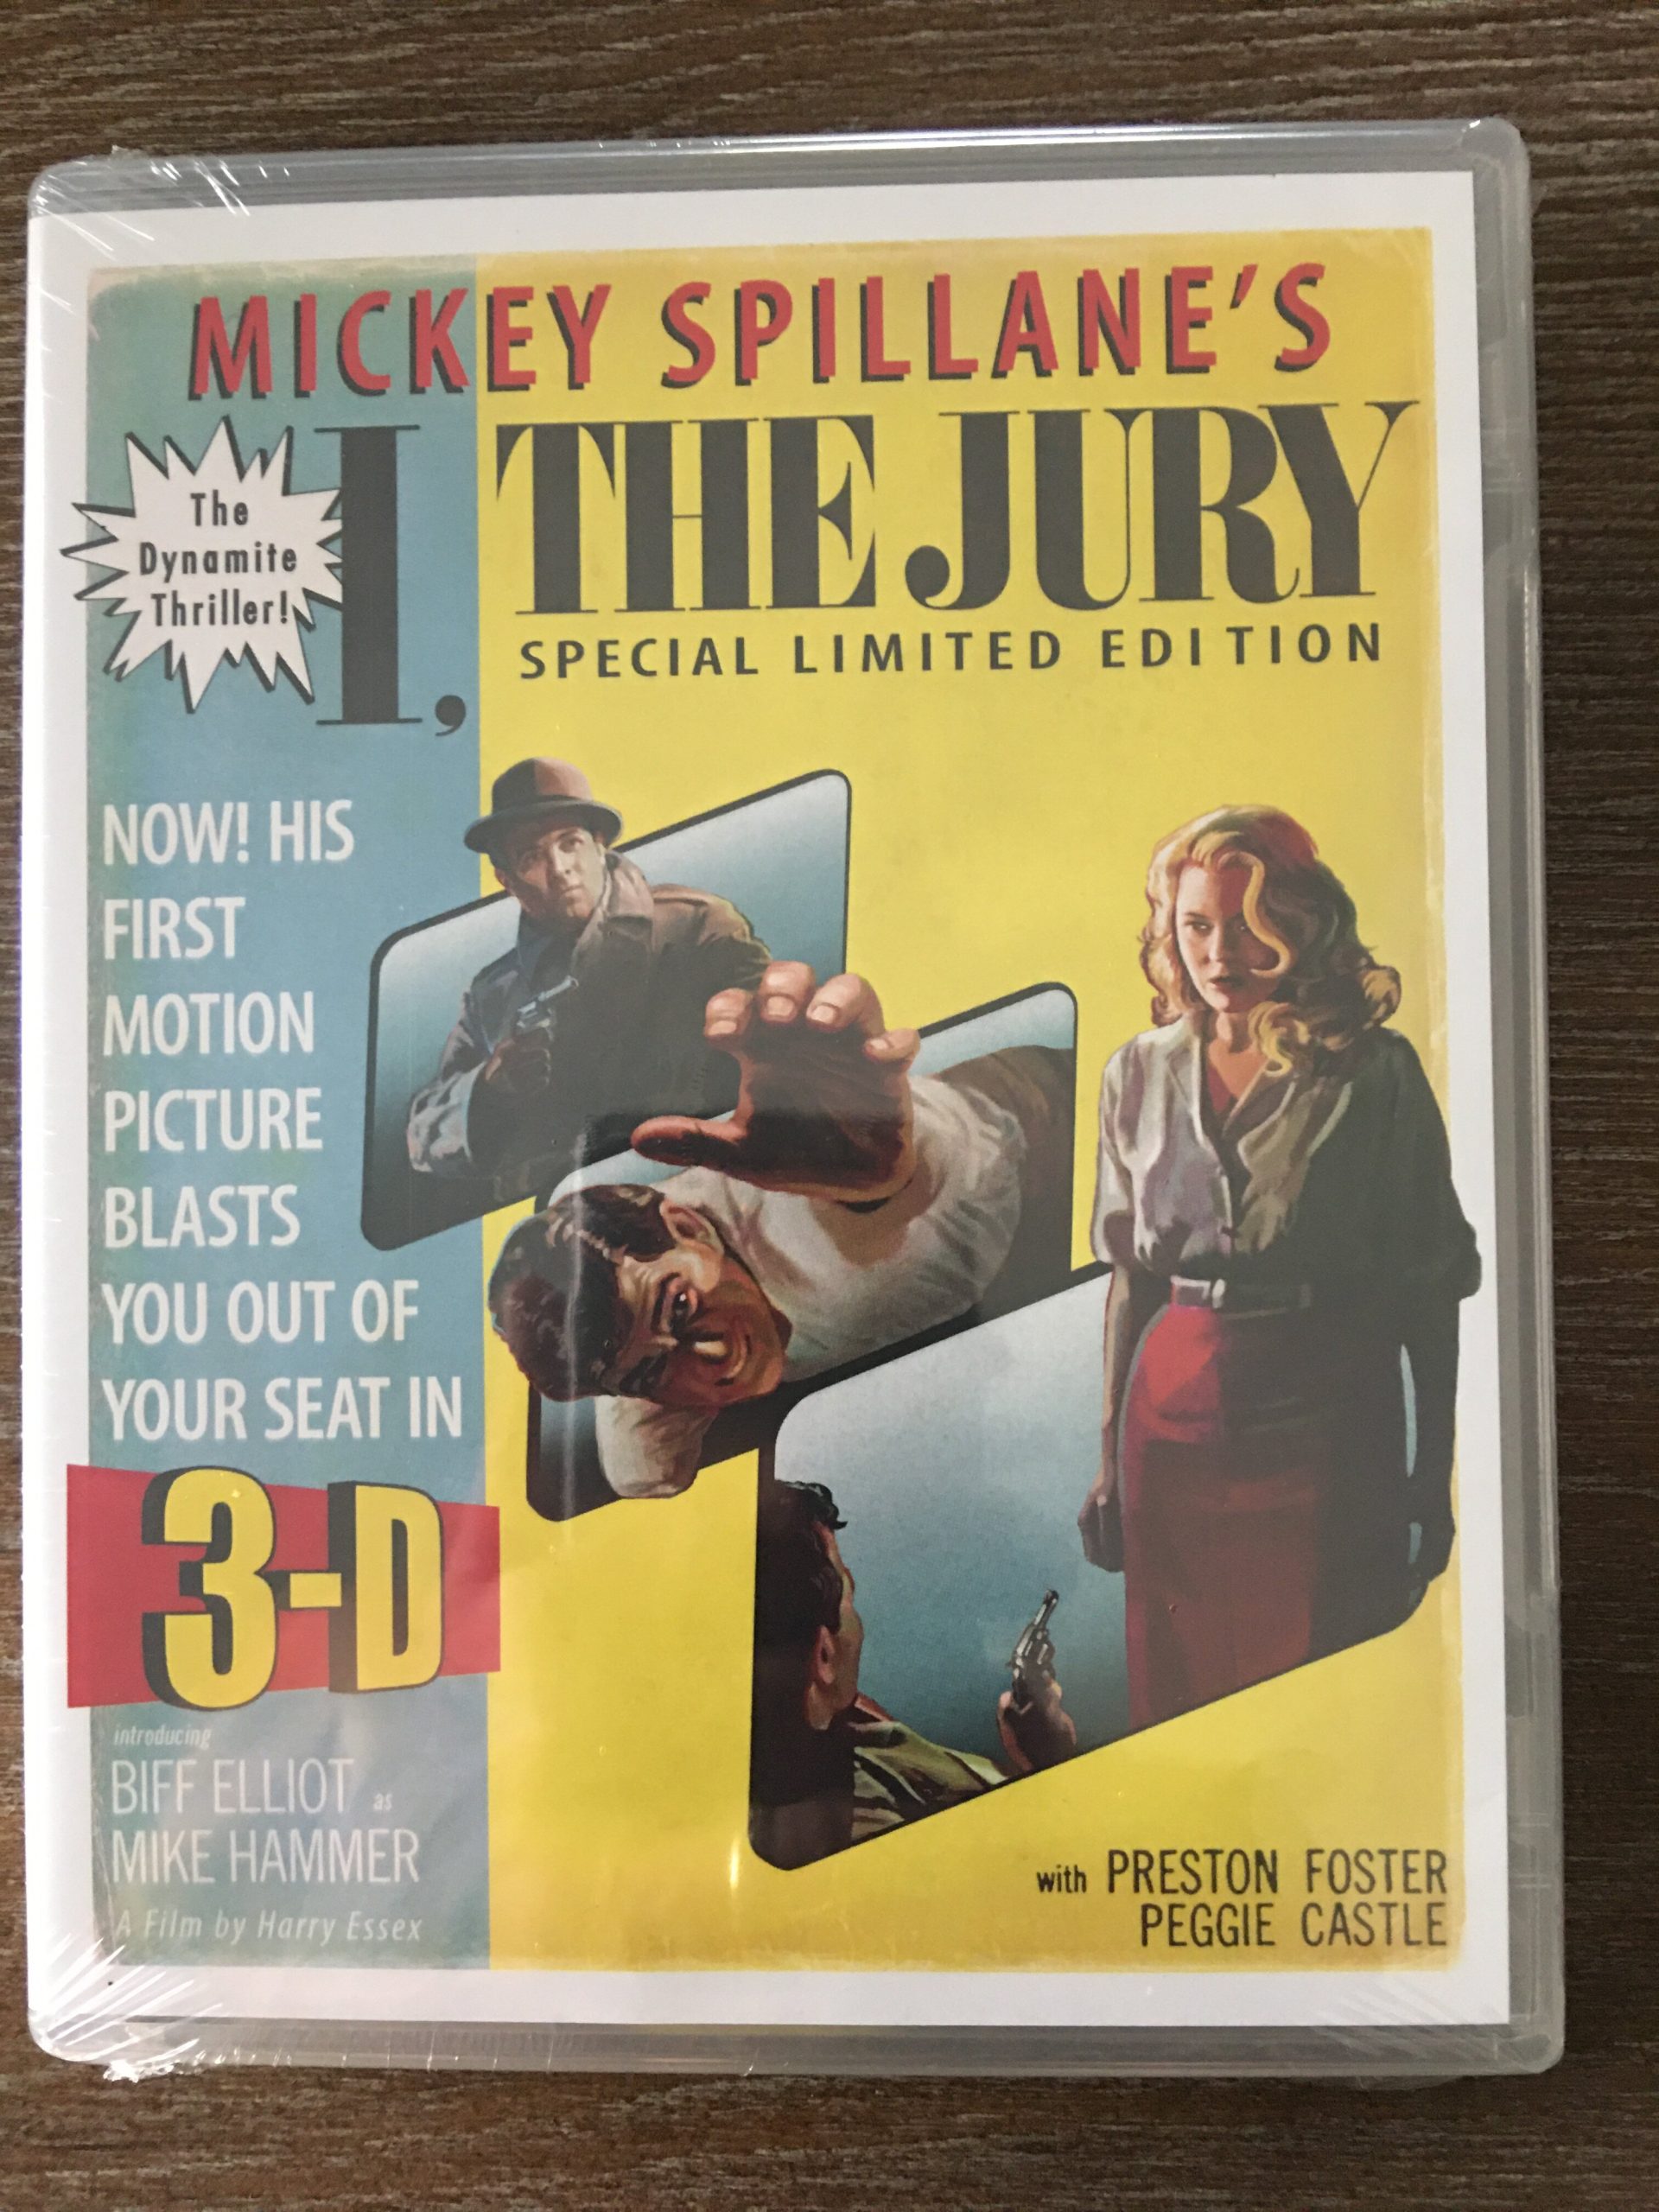 MICKEY SPILLANE'S
I, THE JURY
SPECIAL LIMITED EDITION
The
Dynamite
Thriller!
NOW! HIS
FIRST
MOTION
PICTURE
BLASTS
YOU OUT OF
YOUR SEAT IN
3-D
introducing
BIFF ELLIOT as
MIKE HAMMER
A Film by Harry Essex
with PRESTON FOSTER
PEGGIE CASTLE